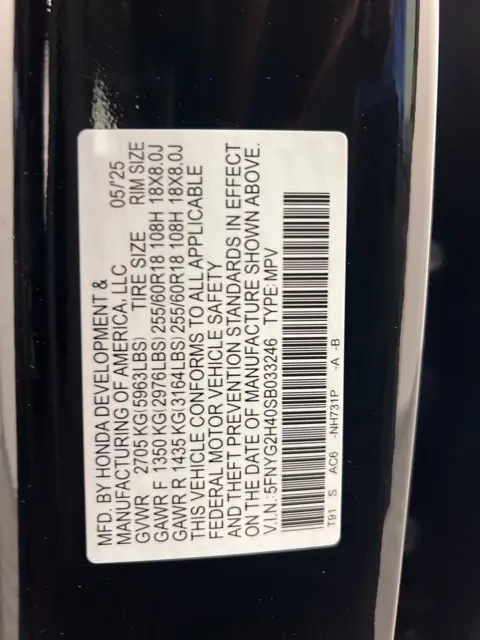 MFD. BY HONDA DEVELOPMENT &
MANUFACTURING OF AMERICA, LLC 05/'25
GVWR 2705 KG(5963LBS) TIRE SIZE RIM SIZE
GAWR F 1350 KG(2976LBS) 255/60R18 108H 18X8.0J
GAWR R 1435 KG(3164LBS) 255/60R18 108H 18X8.0J
THIS VEHICLE CONFORMS TO ALL APPLICABLE
FEDERAL MOTOR VEHICLE SAFETY
AND THEFT PREVENTION STANDARDS IN EFFECT
ON THE DATE OF MANUFACTURE SHOWN ABOVE.
V.I.N.:5FNYG2H40SB033246 TYPE:MPV
T91 S AC6 -NH731P -A -B